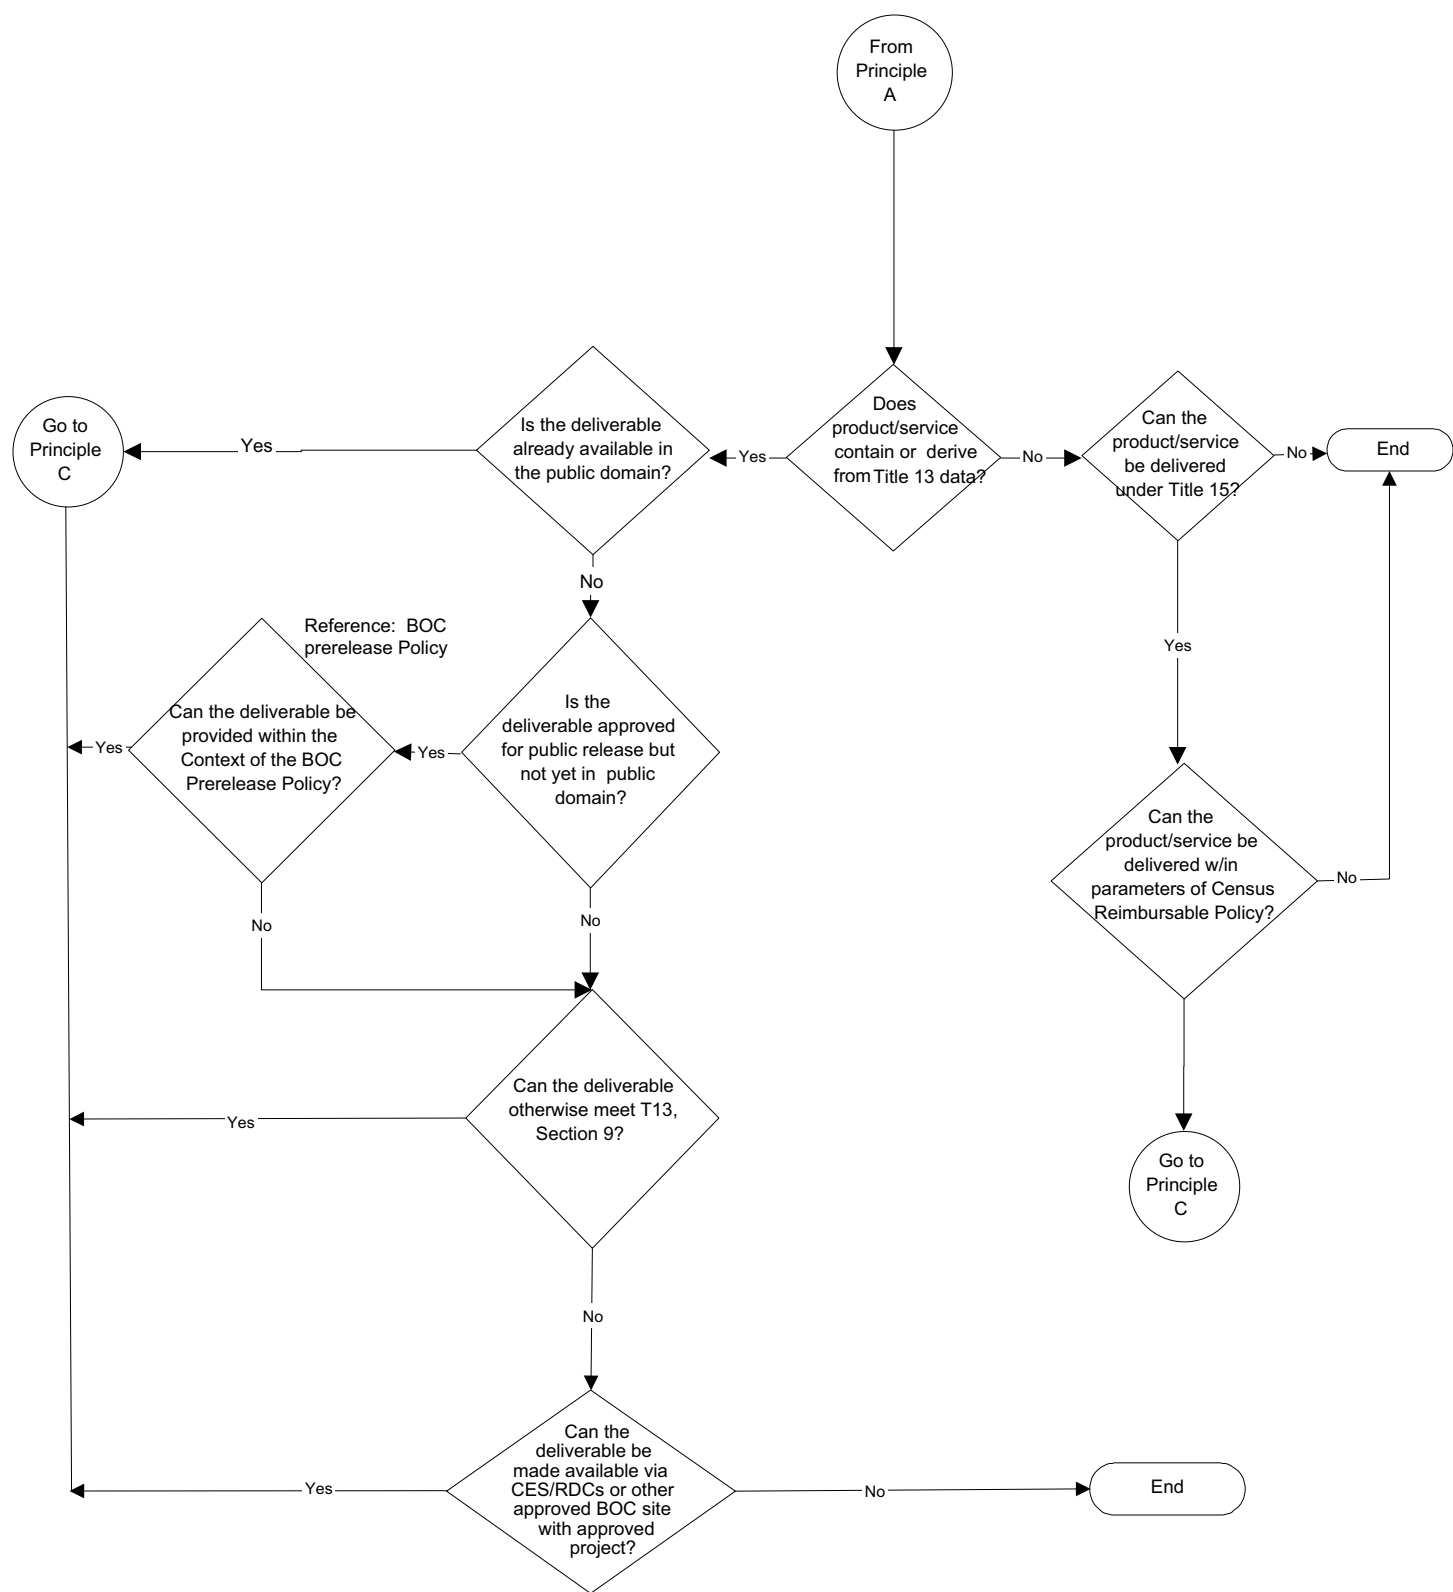 From
Principle
A
Does
product/service
contain or derive
from Title 13 data?
Yes
No
Can the
product/service
be delivered
under Title 15?
No
End
Yes
Can the
product/service be
delivered w/in
parameters of Census
Reimbursable Policy?
No
Go to
Principle
C
Is the deliverable
already available in
the public domain?
Yes
Go to
Principle
C
No
Is the
deliverable approved
for public release but
not yet in public
domain?
Yes
Reference: BOC
prerelease Policy
Can the deliverable be
provided within the
Context of the BOC
Prerelease Policy?
Yes
No
No
Can the deliverable
otherwise meet T13,
Section 9?
Yes
No
Can the
deliverable be
made available via
CES/RDCs or other
approved BOC site
with approved
project?
Yes
No
End